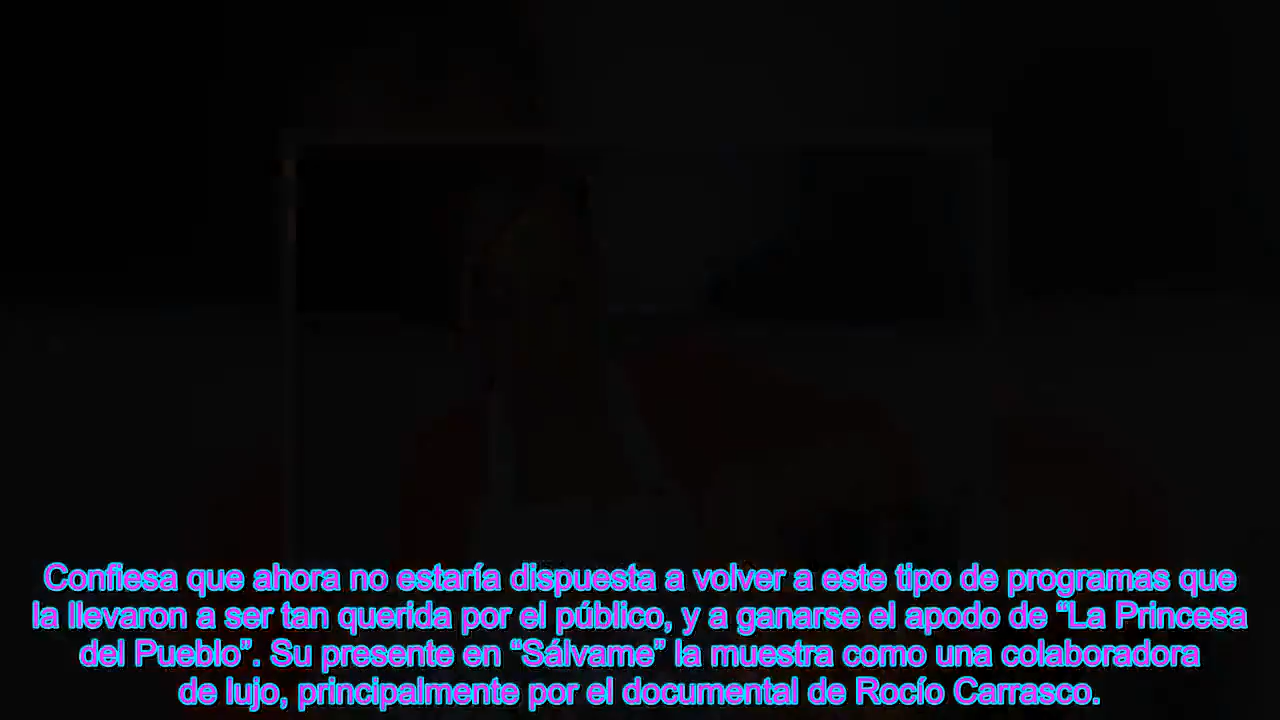 Confiesa que ahora no estaría dispuesta a volver a este tipo de programas que
la llevaron a ser tan querida por el público, y a ganarse el apodo de “La Princesa
del Pueblo”. Su presente en “Sálvame” la muestra como una colaboradora
de lujo, principalmente por el documental de Rocío Carrasco.